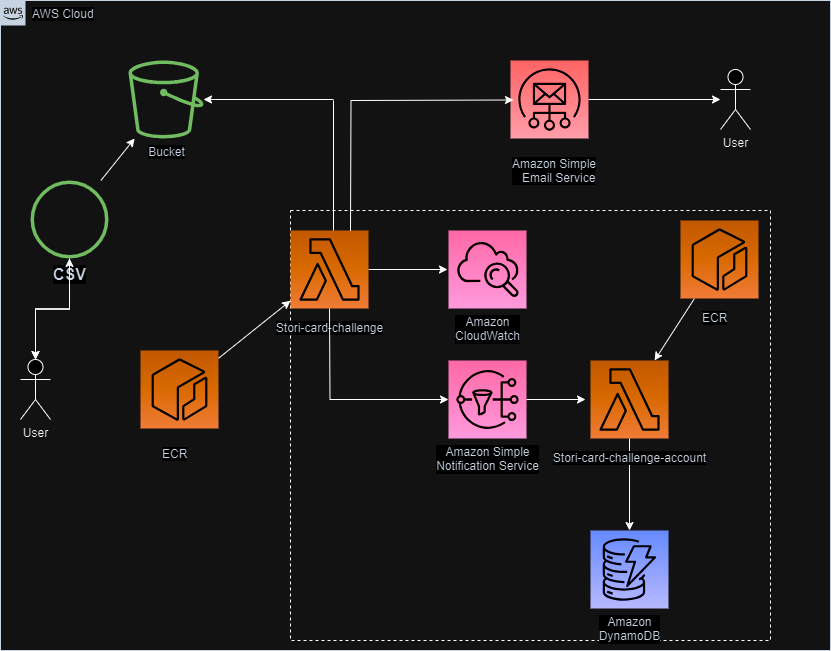 aws
AWS Cloud
Bucket
Amazon Simple
Email Service
User
CSV
Stori-card-challenge
Amazon
CloudWatch
ECR
User
ECR
Amazon Simple
Notification Service
Stori-card-challenge-account
Amazon
DynamoDB